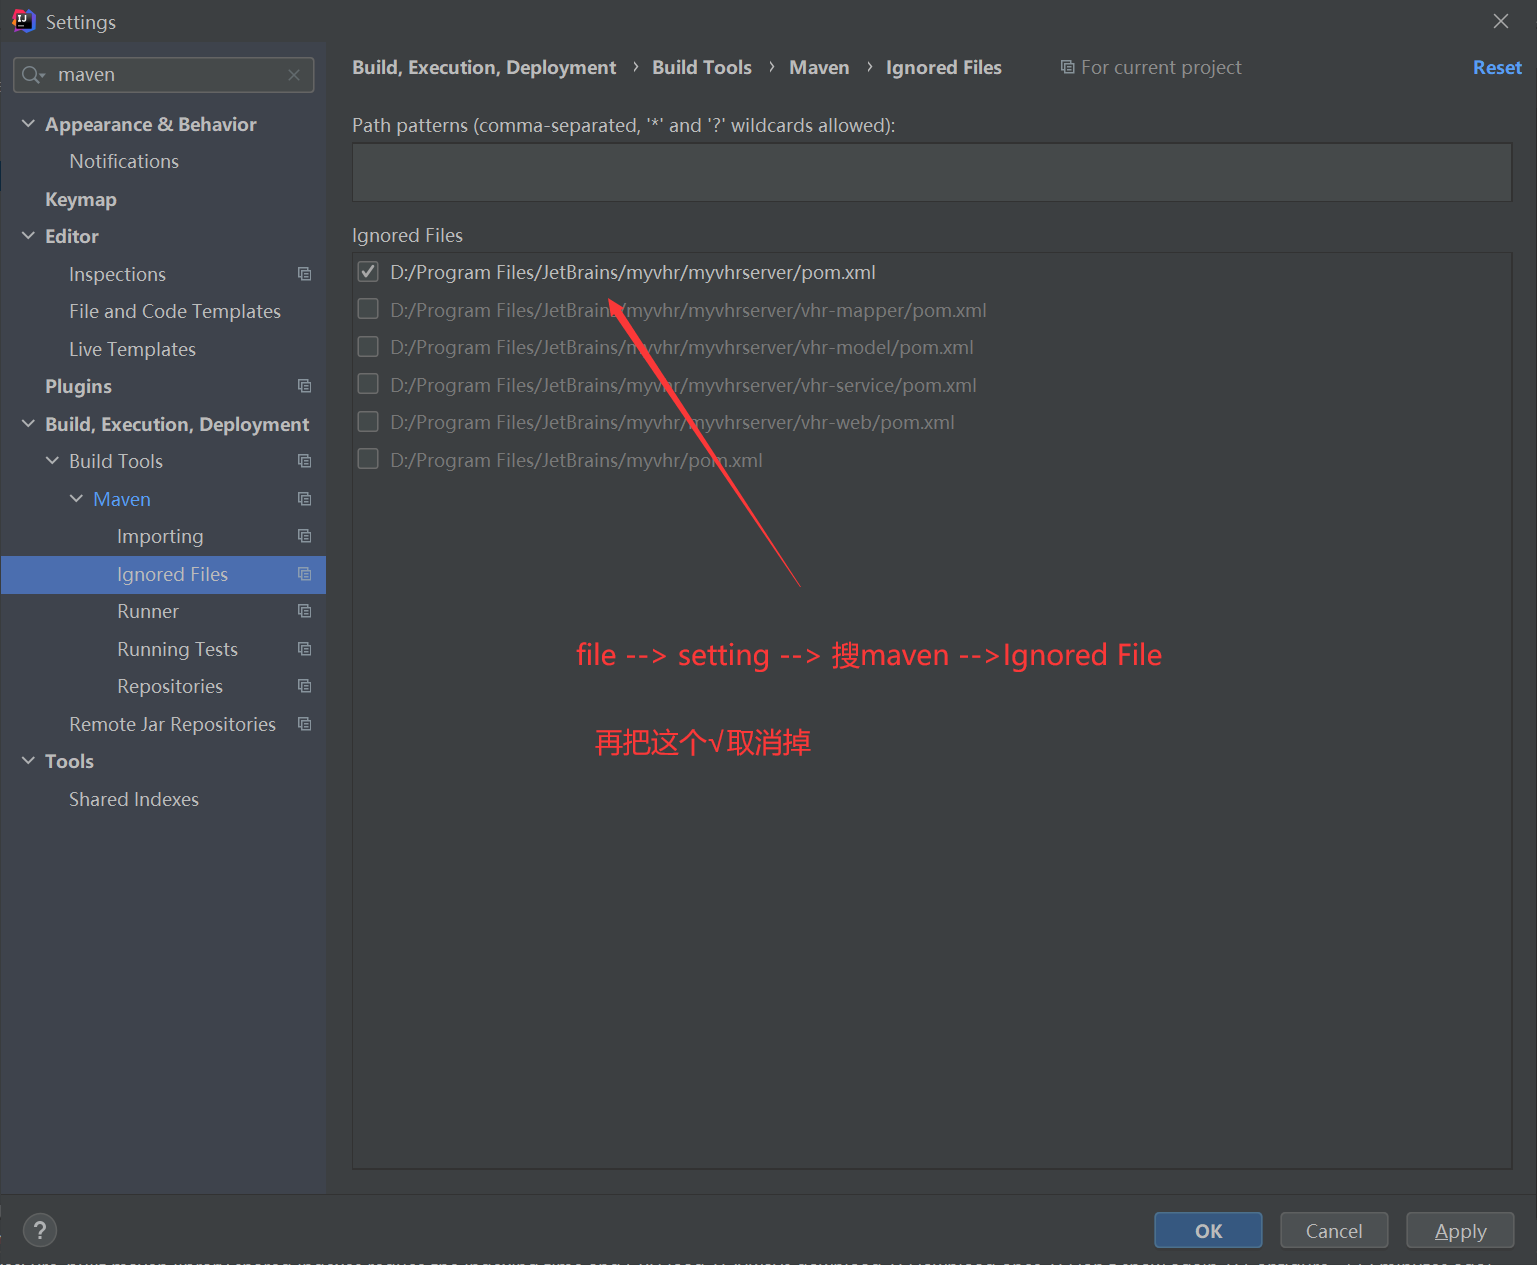 Settings
maven
Appearance & Behavior
Notifications
Keymap
Editor
Inspections
File and Code Templates
Live Templates
Plugins
Build, Execution, Deployment
Build Tools
Maven
Importing
Ignored Files
Runner
Running Tests
Repositories
Remote Jar Repositories
Tools
Shared Indexes
Build, Execution, Deployment › Build Tools › Maven › Ignored Files For current project Reset
Path patterns (comma-separated, '*' and '?' wildcards allowed):
Ignored Files
D:/Program Files/JetBrains/myvhr/myvhrserver/pom.xml
D:/Program Files/JetBrains/myvhr/myvhrserver/vhr-mapper/pom.xml
D:/Program Files/JetBrains/myvhr/myvhrserver/vhr-model/pom.xml
D:/Program Files/JetBrains/myvhr/myvhrserver/vhr-service/pom.xml
D:/Program Files/JetBrains/myvhr/myvhrserver/vhr-web/pom.xml
D:/Program Files/JetBrains/myvhr/pom.xml
file --> setting --> 搜maven -->Ignored File
再把这个√取消掉
? OK Cancel Apply